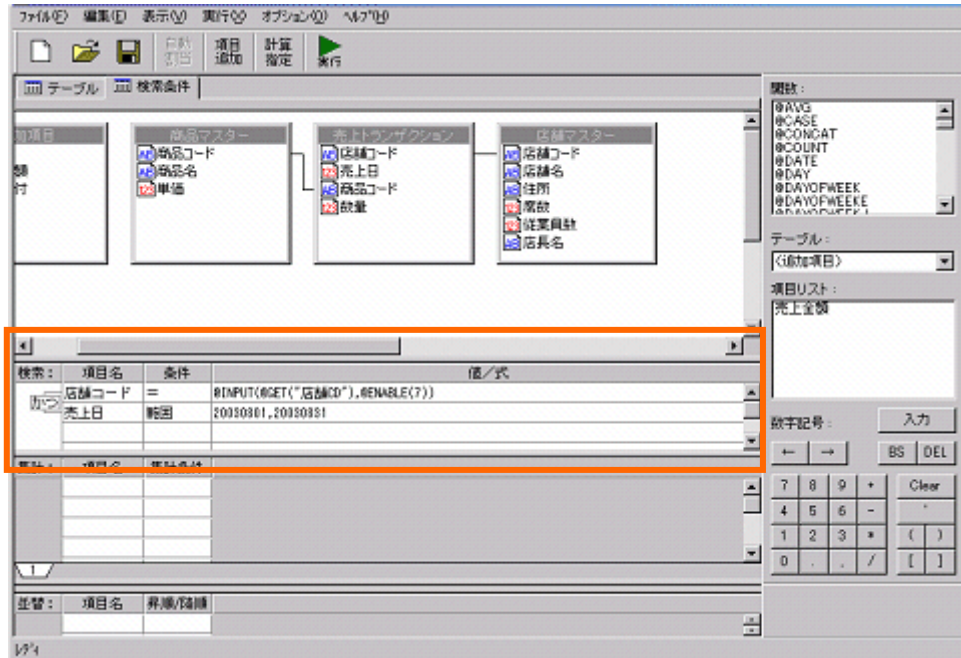 ﾌｧｲﾙ(F) 編集(E) 表示(V) 実行(X) オプション(O) ﾍﾙﾌﾟ(H)
自動割当 項目追加 計算指定 実行
テーブル 検索条件
加項目
額
付
商品マスター
商品コード
商品名
単価
売上トランザクション
店舗コード
売上日
商品コード
数量
店舗マスター
店舗コード
店舗名
住所
席数
従業員数
店長名
検索: 項目名 条件 値/式
かつ
店舗コード = @INPUT(@GET("店舗CD"),@ENABLE(7))
売上日 範囲 20030801,20030831
集計: 項目名 集計条件
1
並替: 項目名 昇順/降順
ﾚﾃﾞｨ
関数:
@AVG
@CASE
@CONCAT
@COUNT
@DATE
@DAY
@DAYOFWEEK
@DAYOFWEEKE
@DAYOFWEEKJ
テーブル:
<追加項目>
項目リスト:
売上金額
数字記号: 入力
← → BS DEL
7 8 9 + Clear
4 5 6 - '
1 2 3 * ( )
0 . , / [ ]